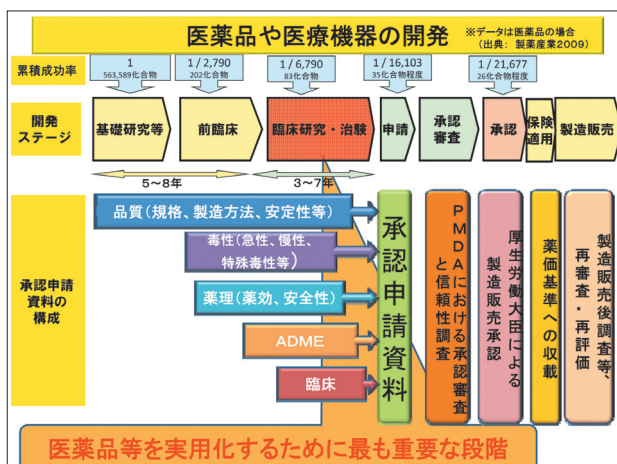 医薬品や医療機器の開発
※データは医薬品の場合
（出典： 製薬産業2009）
累積成功率
1
563,589化合物
1／2,790
202化合物
1／6,790
83化合物
1／16,103
35化合物程度
1／21,677
26化合物程度
開発
ステージ
基礎研究等
前臨床
臨床研究・治験
申請
承認
審査
承認
保険
適用
製造販売
5～8年
3～7年
承認申請
資料の
構成
品質（規格、製造方法、安定性等）
毒性（急性、慢性、
特殊毒性等）
薬理（薬効、安全性）
ADME
臨床
承認申請資料
PMDAにおける承認審査
と信頼性調査
厚生労働大臣による
製造販売承認
薬価基準への収載
製造販売後調査等、
再審査・再評価
医薬品等を実用化するために最も重要な段階